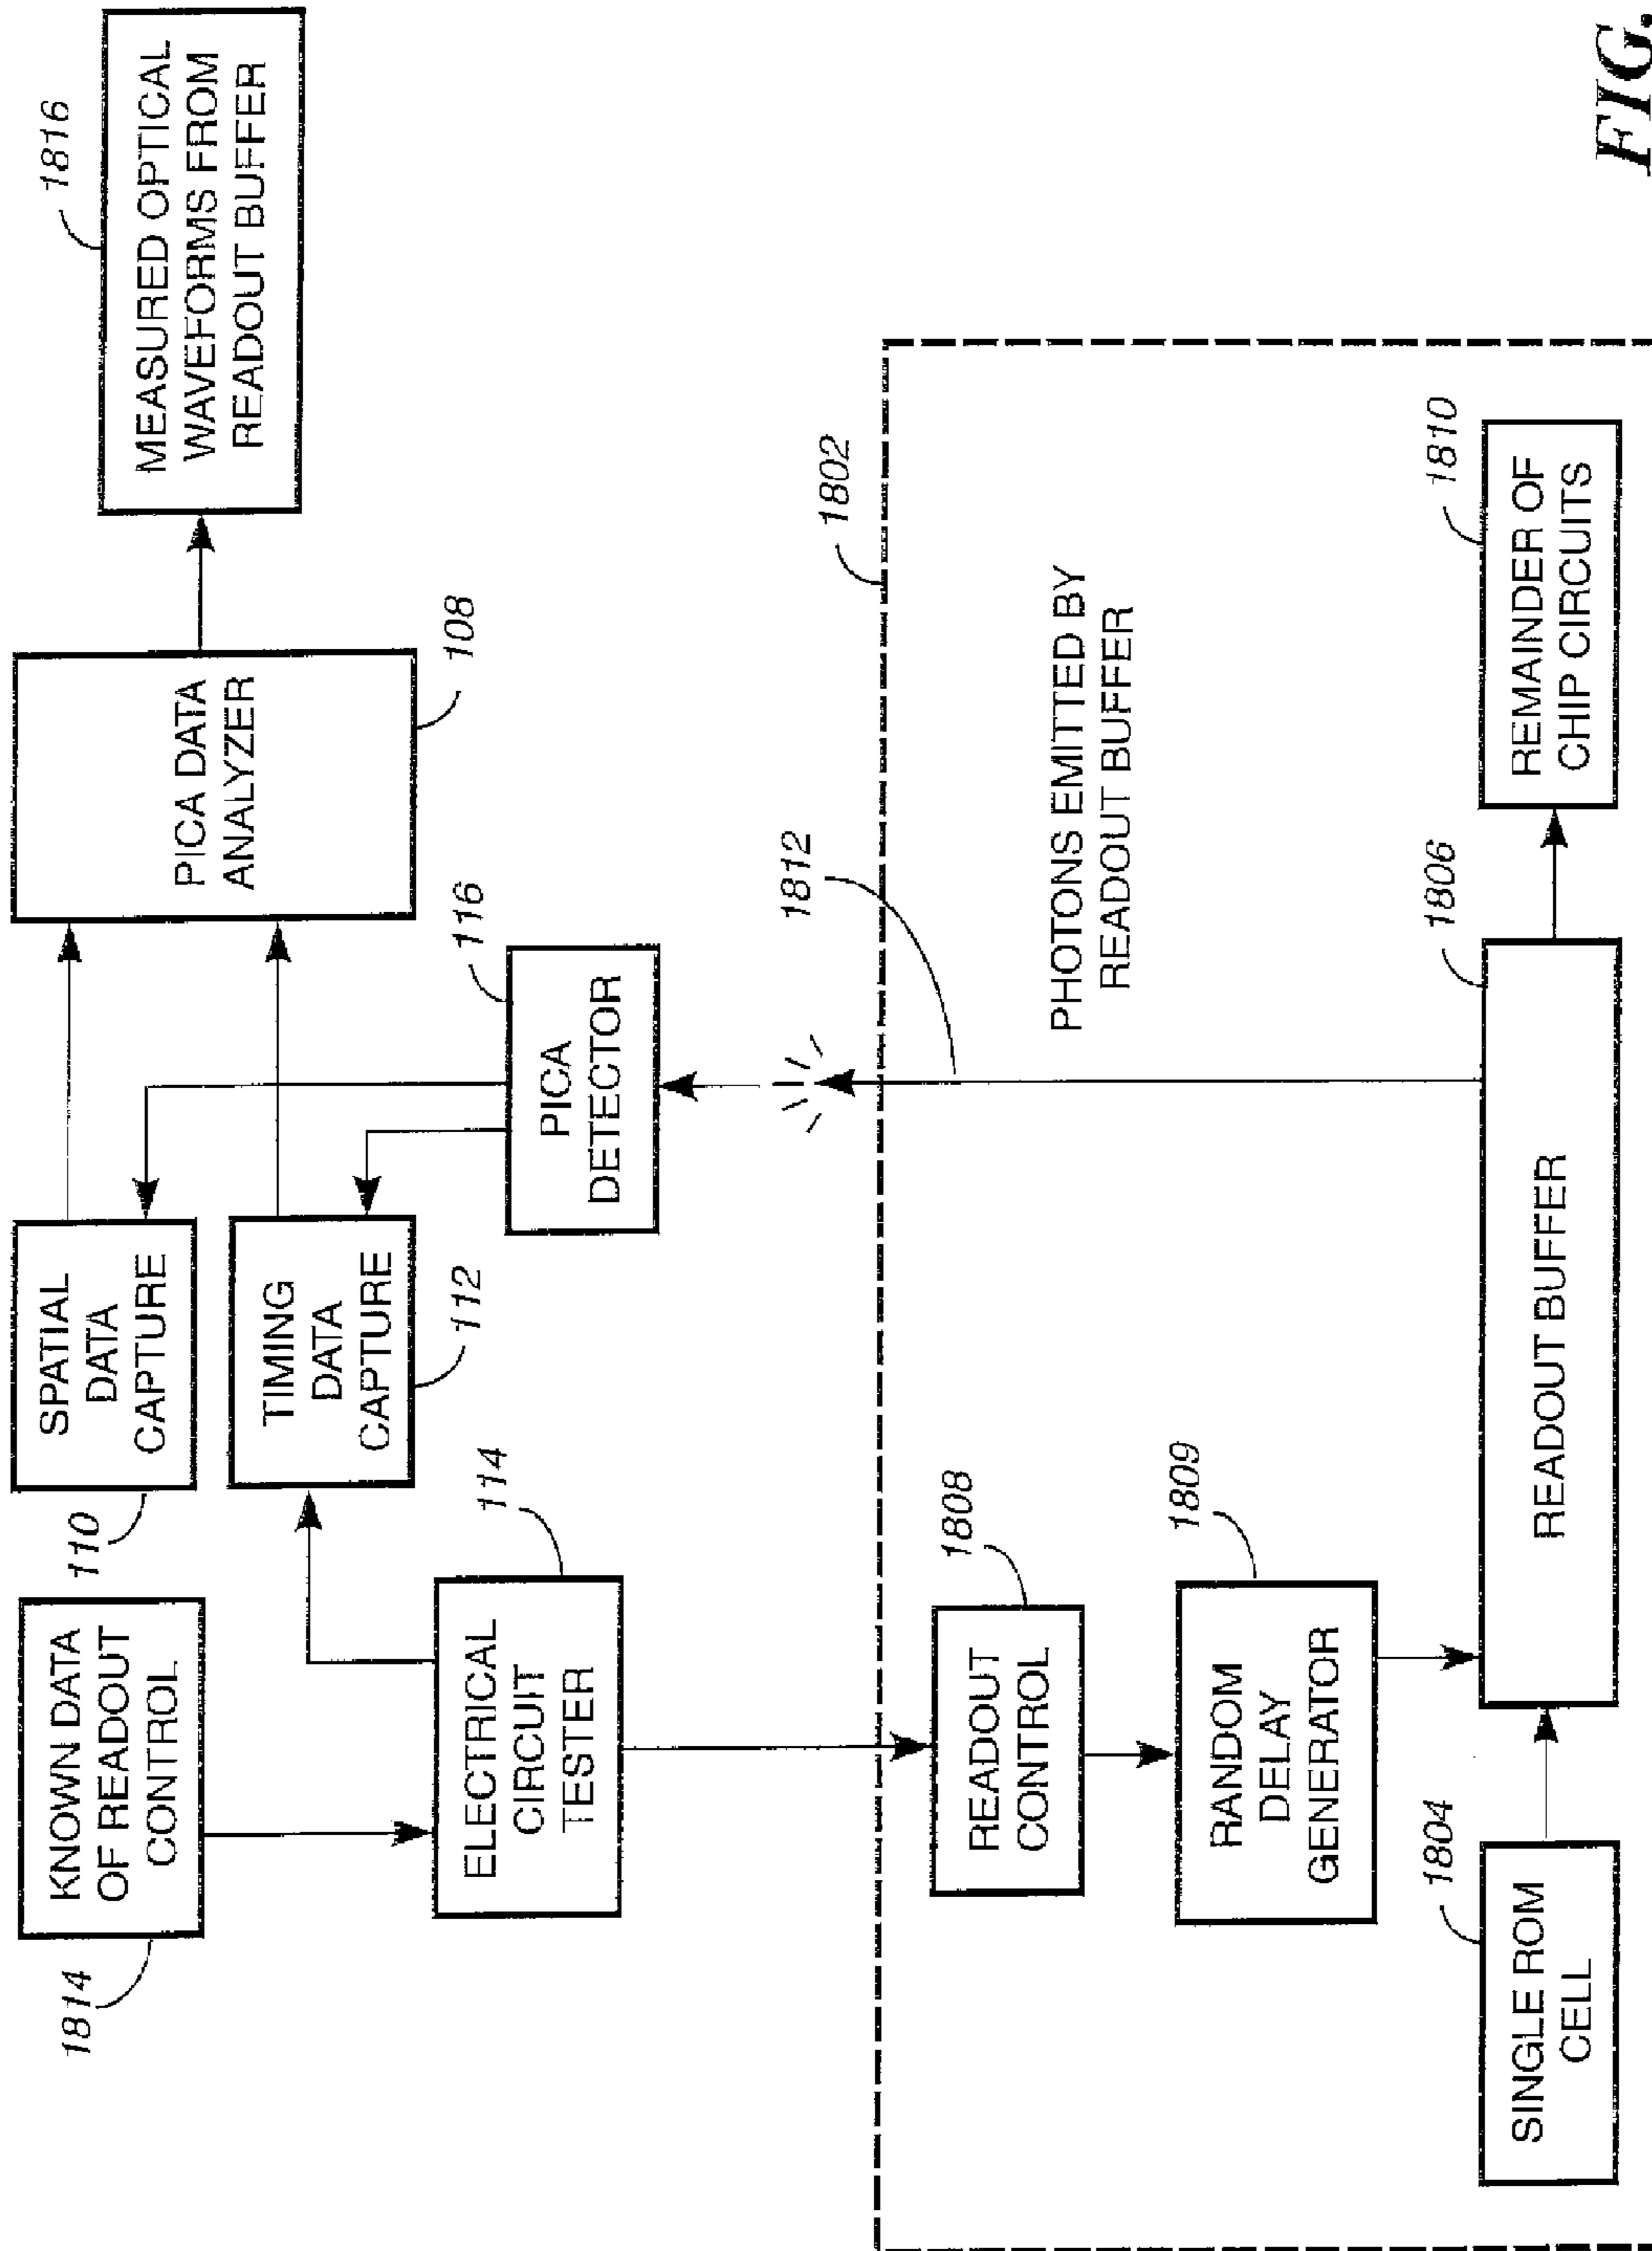 1814
KNOWN DATA
OF READOUT
CONTROL
110
SPATIAL
DATA
CAPTURE
TIMING
DATA
CAPTURE
112
PICA DATA
ANALYZER
108
1816
MEASURED OPTICAL
WAVEFORMS FROM
READOUT BUFFER
ELECTRICAL
CIRCUIT
TESTER
114
116
PICA
DETECTOR
1802
1812
PHOTONS EMITTED BY
READOUT BUFFER
READOUT
CONTROL
1808
RANDOM
DELAY
GENERATOR
1809
1804
SINGLE ROM
CELL
READOUT BUFFER
1806
REMAINDER OF
CHIP CIRCUITS
1810
FIG.